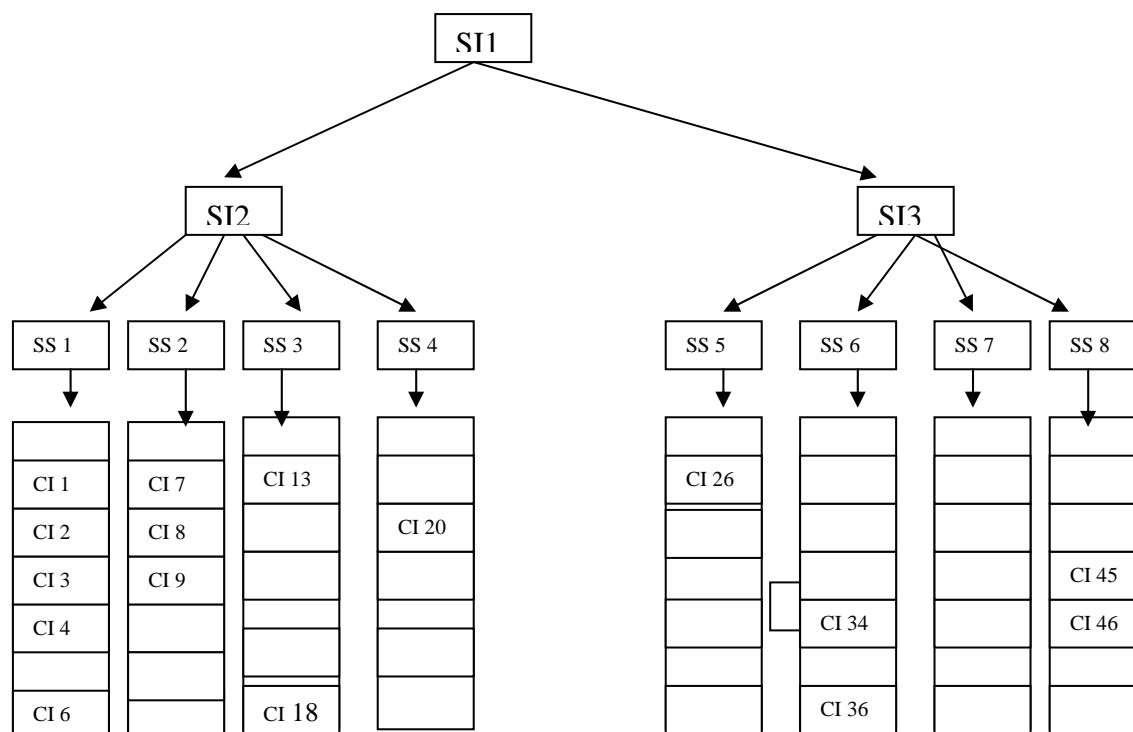 SI1
SI2
SI3
SS 1
SS 2
SS 3
SS 4
SS 5
SS 6
SS 7
SS 8
CI 1
CI 7
CI 13
CI 26
CI 2
CI 8
CI 20
CI 3
CI 9
CI 45
CI 4
CI 34
CI 46
CI 6
CI 18
CI 36